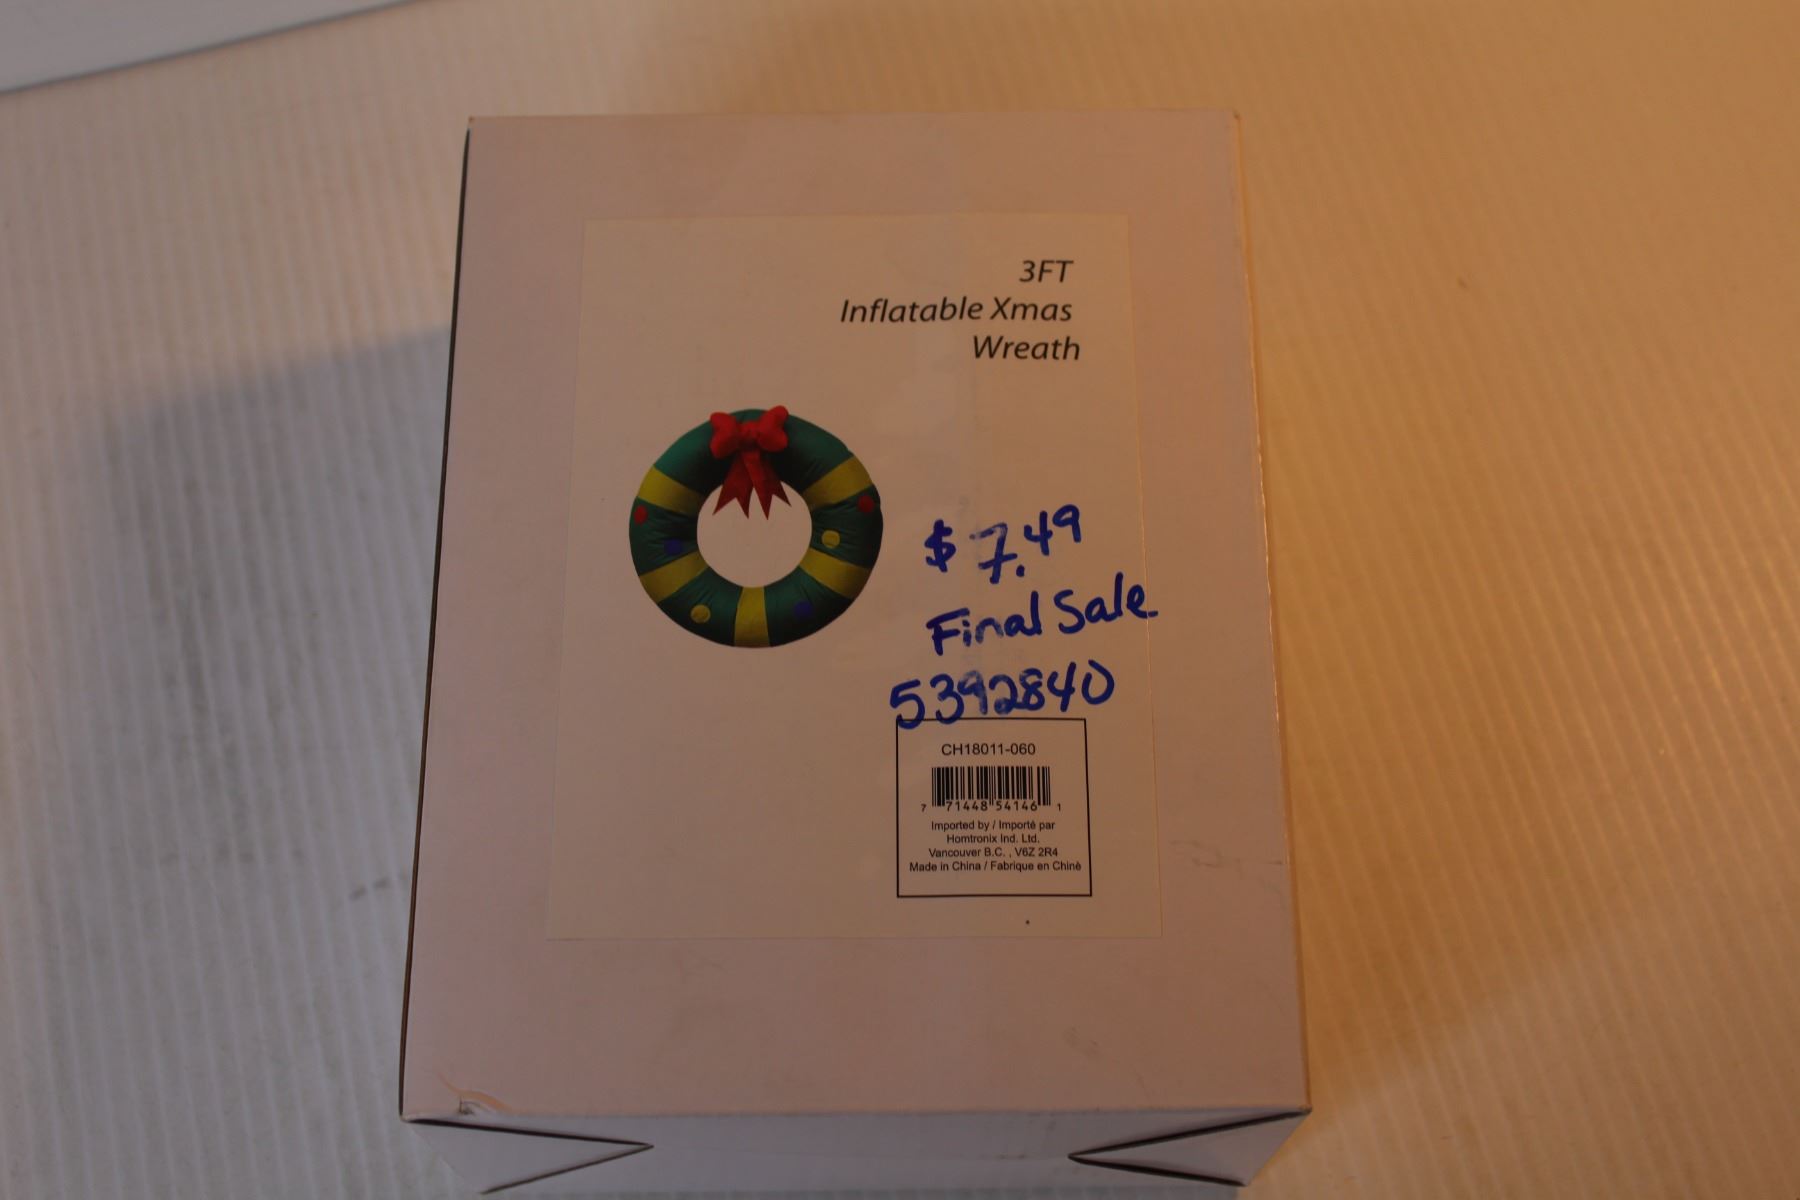 3FT
Inflatable Xmas
Wreath
$7.49
Final Sale
5392840
CH18011-060
7 71448 54146 1
Imported by / Importé par
Homtronix Ind. Ltd.
Vancouver B.C. , V6Z 2R4
Made in China / Fabrique en Chinè